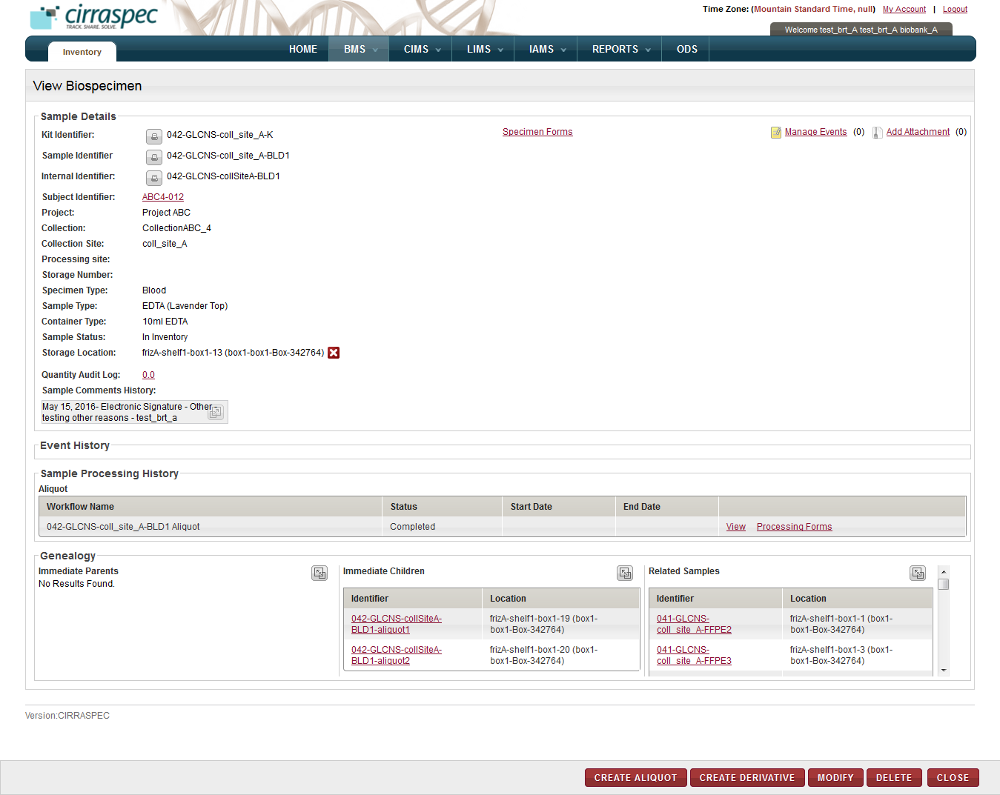 cirraspec
TRACK. SHARE. SOLVE.
Time Zone: (Mountain Standard Time, null) My Account | Logout
Welcome test_brt_A test_brt_A biobank_A
Inventory HOME BMS CIMS LIMS IAMS REPORTS ODS
View Biospecimen
Sample Details
Kit Identifier: 042-GLCNS-coll_site_A-K Specimen Forms Manage Events (0) Add Attachment (0)
Sample Identifier 042-GLCNS-coll_site_A-BLD1
Internal Identifier: 042-GLCNS-collSiteA-BLD1
Subject Identifier: ABC4-012
Project: Project ABC
Collection: CollectionABC_4
Collection Site: coll_site_A
Processing site:
Storage Number:
Specimen Type: Blood
Sample Type: EDTA (Lavender Top)
Container Type: 10ml EDTA
Sample Status: In Inventory
Storage Location: frizA-shelf1-box1-13 (box1-box1-Box-342764)
Quantity Audit Log: 0.0
Sample Comments History:
May 15, 2016- Electronic Signature - Other -
testing other reasons - test_brt_a
Event History
Sample Processing History
Aliquot
Workflow Name Status Start Date End Date
042-GLCNS-coll_site_A-BLD1 Aliquot Completed View Processing Forms
Genealogy
Immediate Parents
No Results Found.
Immediate Children
Identifier Location
042-GLCNS-collSiteA- frizA-shelf1-box1-19 (box1-
BLD1-aliquot1 box1-Box-342764)
042-GLCNS-collSiteA- frizA-shelf1-box1-20 (box1-
BLD1-aliquot2 box1-Box-342764)
Related Samples
Identifier Location
041-GLCNS- frizA-shelf1-box1-1 (box1-
coll_site_A-FFPE2 box1-Box-342764)
041-GLCNS- frizA-shelf1-box1-3 (box1-
coll_site_A-FFPE3 box1-Box-342764)
Version:CIRRASPEC
CREATE ALIQUOT CREATE DERIVATIVE MODIFY DELETE CLOSE